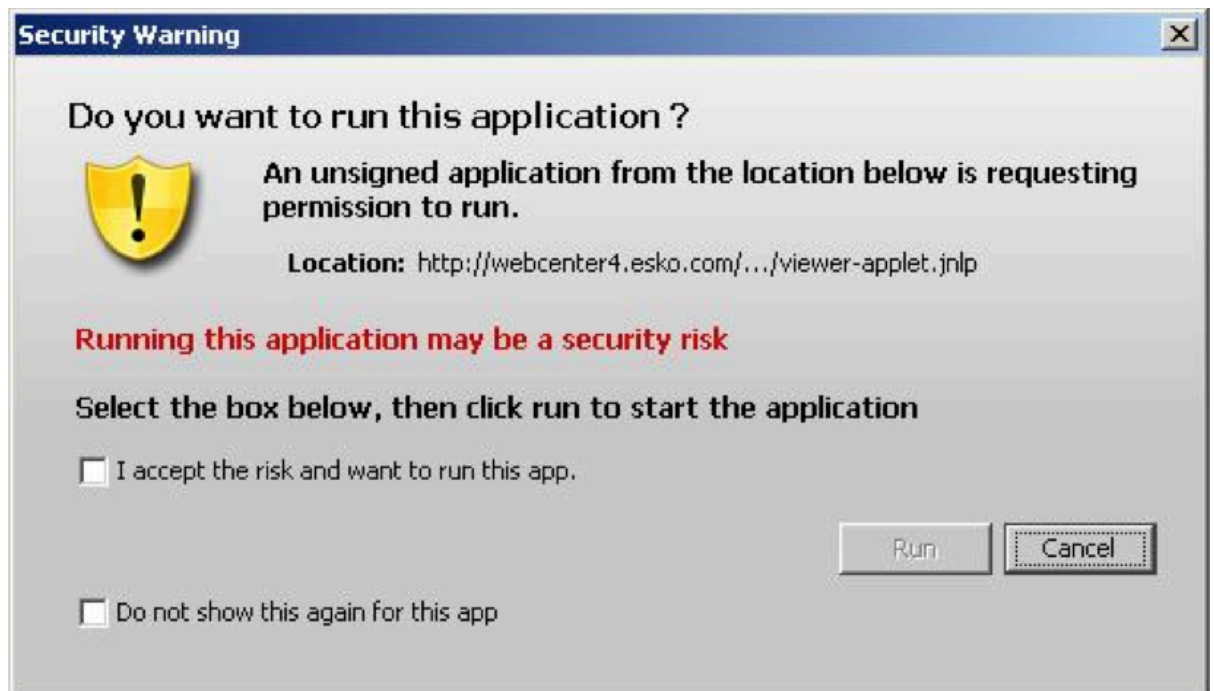 Security Warning
Do you want to run this application ?
An unsigned application from the location below is requesting
permission to run.
Location: http://webcenter4.esko.com/.../viewer-applet.jnlp
Running this application may be a security risk
Select the box below, then click run to start the application
I accept the risk and want to run this app.
Run Cancel
Do not show this again for this app